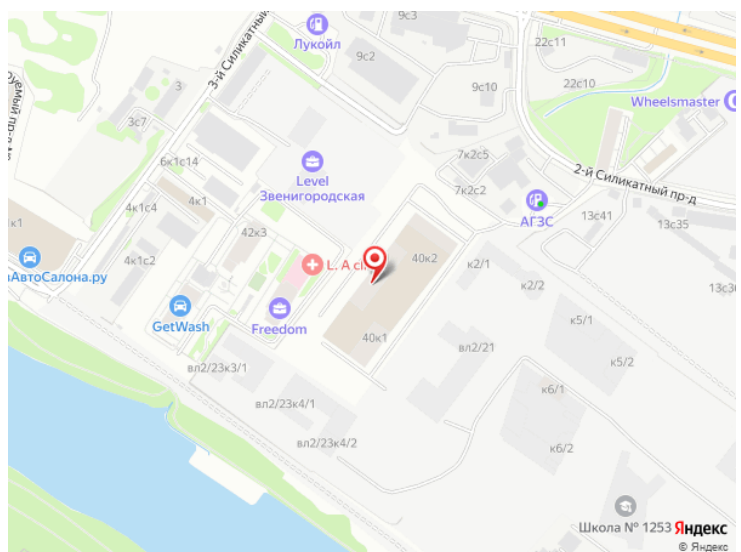 9с3
22с11
Лукойл
9с2
3-й Силикатный
22с10
3
9с10
Wheelsmaster
3с7
руемый пр-д
6к1с14
7к2с5
Level
Звенигородская
2-й Силикатный пр-д
4к1
4к1с4
7к2с2
АГЗС
13с41
13с35
к1
42к3
4к1с2
40к2
к2/1
АвтоСалона.ру
L. A cli
к2/2
13с36
GetWash
Freedom
к5/1
40к1
вл2/21
к5/2
вл2/23к3/1
к6/1
вл2/23к4/1
вл2/23к4/2
к6/2
Школа № 1253
Яндекс
© Яндекс